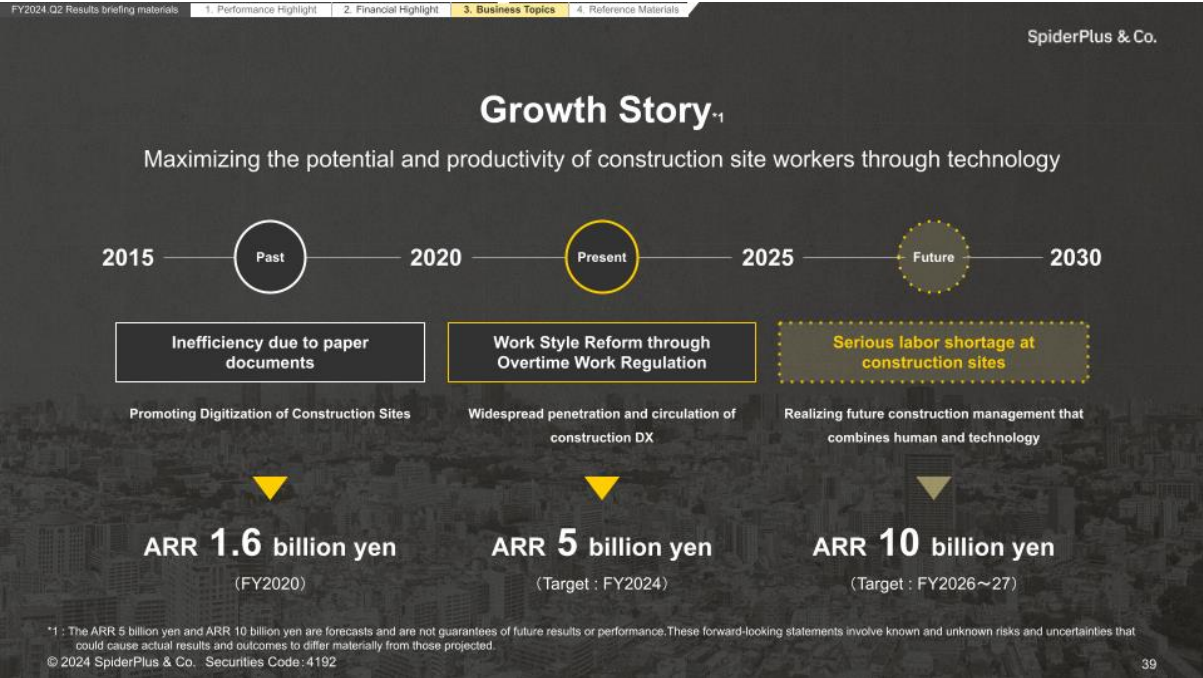 FY2024.Q2 Results briefing materials 1. Performance Highlight 2. Financial Highlight 3. Business Topics 4. Reference Materials
SpiderPlus & Co.
Growth Story*1
Maximizing the potential and productivity of construction site workers through technology
2015 Past 2020 Present 2025 Future 2030
Inefficiency due to paper
documents
Work Style Reform through
Overtime Work Regulation
Serious labor shortage at
construction sites
Promoting Digitization of Construction Sites
Widespread penetration and circulation of
construction DX
Realizing future construction management that
combines human and technology
ARR 1.6 billion yen
(FY2020)
ARR 5 billion yen
(Target : FY2024)
ARR 10 billion yen
(Target : FY2026~27)
*1 : The ARR 5 billion yen and ARR 10 billion yen are forecasts and are not guarantees of future results or performance.These forward-looking statements involve known and unknown risks and uncertainties that
could cause actual results and outcomes to differ materially from those projected.
© 2024 SpiderPlus & Co. Securities Code:4192
39